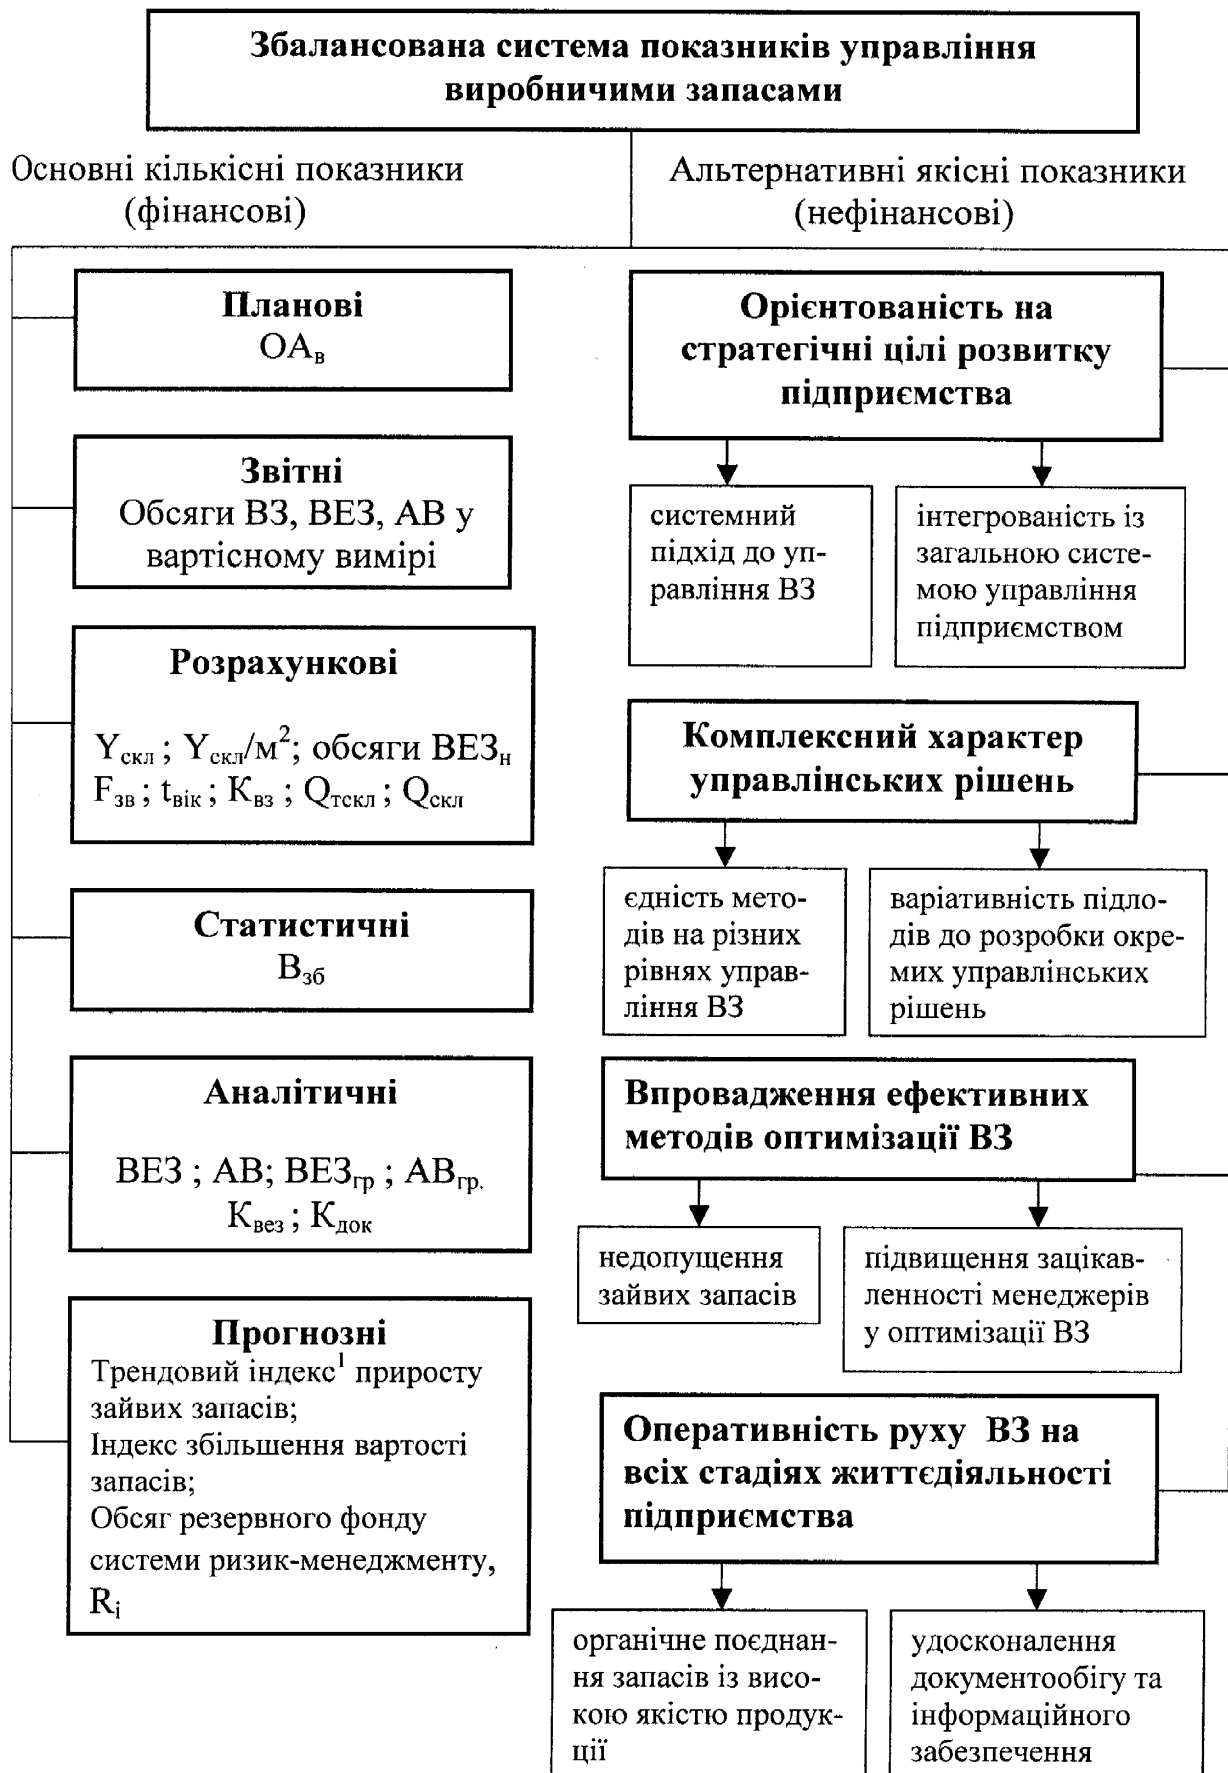 Збалансована система показників управління
виробничими запасами
Основні кількісні показники
(фінансові)
Альтернативні якісні показники
(нефінансові)
Планові
ОАв
Звітні
Обсяги ВЗ, ВЕЗ, АВ у
вартісному вимірі
Розрахункові
Yскл ; Yскл/м²; обсяги ВЕЗн
Fзв ; tвік ; Квз ; Qтскл ; Qскл
Статистичні
Взб
Аналітичні
ВЕЗ ; АВ; ВЕЗгр ; АВгр.
Квез ; Кдок
Прогнозні
Трендовий індекс¹ приросту
зайвих запасів;
Індекс збільшення вартості
запасів;
Обсяг резервного фонду
системи ризик-менеджменту,
Ri
Орієнтованість на
стратегічні цілі розвитку
підприємства
системний
підхід до уп-
равління ВЗ
інтегрованість із
загальною систе-
мою управління
підприємством
Комплексний характер
управлінських рішень
єдність мето-
дів на різних
рівнях управ-
ління ВЗ
варіативність підло-
дів до розробки окре-
мих управлінських
рішень
Впровадження ефективних
методів оптимізації ВЗ
недопущення
зайвих запасів
підвищення зацікав-
ленності менеджерів
у оптимізації ВЗ
Оперативність руху ВЗ на
всіх стадіях життєдіяльності
підприємства
органічне поєднан-
ня запасів із висо-
кою якістю продук-
ції
удосконалення
документообігу та
інформаційного
забезпечення